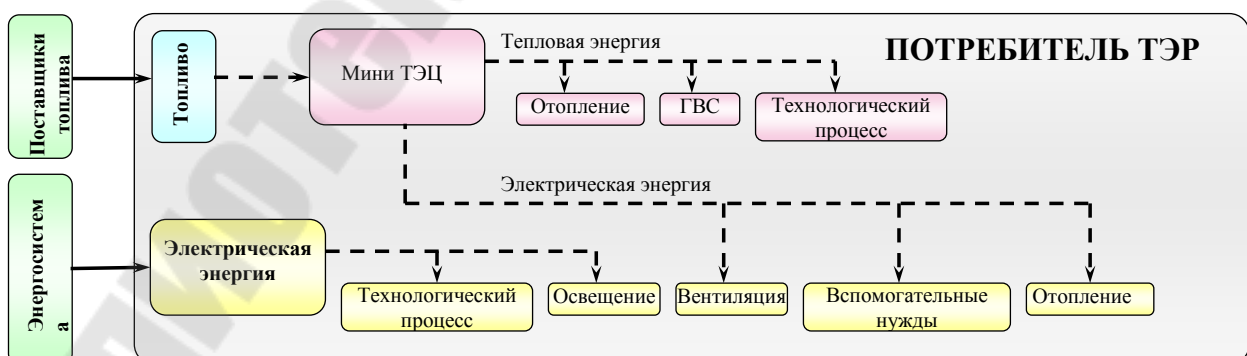 Поставщики
топлива
Топливо
Мини ТЭЦ
Тепловая энергия
ПОТРЕБИТЕЛЬ ТЭР
Отопление
ГВС
Технологический
процесс
Электрическая энергия
Энергосистем
а
Электрическая
энергия
Технологический
процесс
Освещение
Вентиляция
Вспомогательные
нужды
Отопление